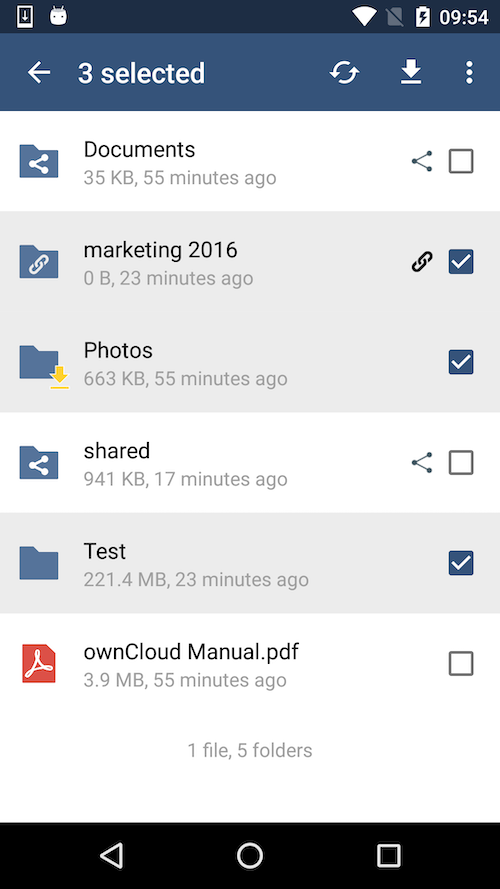 09:54
3 selected
Documents
35 KB, 55 minutes ago
marketing 2016
0 B, 23 minutes ago
Photos
663 KB, 55 minutes ago
shared
941 KB, 17 minutes ago
Test
221.4 MB, 23 minutes ago
ownCloud Manual.pdf
3.9 MB, 55 minutes ago
1 file, 5 folders